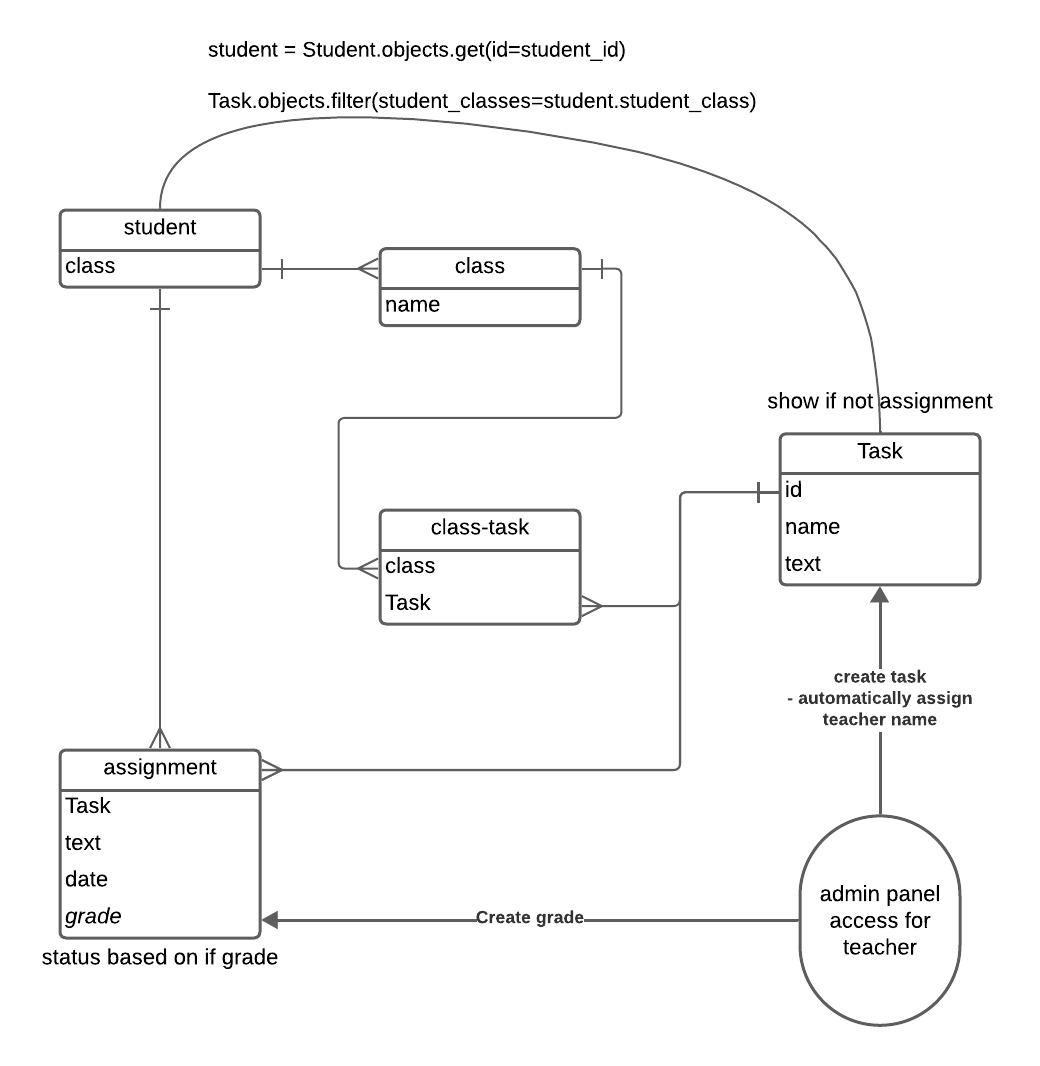 student = Student.objects.get(id=student_id)
Task.objects.filter(student_classes=student.student_class)
student
class
class
name
show if not assignment
Task
id
name
text
class-task
class
Task
create task
- automatically assign
teacher name
assignment
Task
text
date
grade
status based on if grade
Create grade
admin panel
access for
teacher